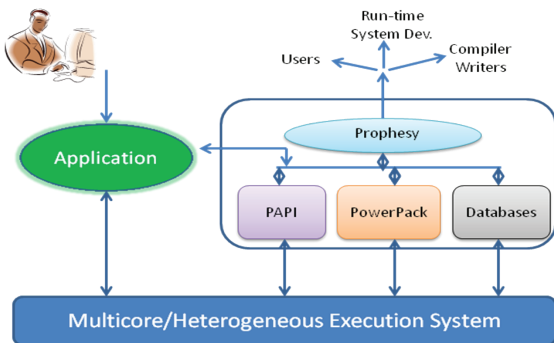 Run-time
System Dev.
Users
Compiler
Writers
Prophesy
Application
PAPI
PowerPack
Databases
Multicore/Heterogeneous Execution System